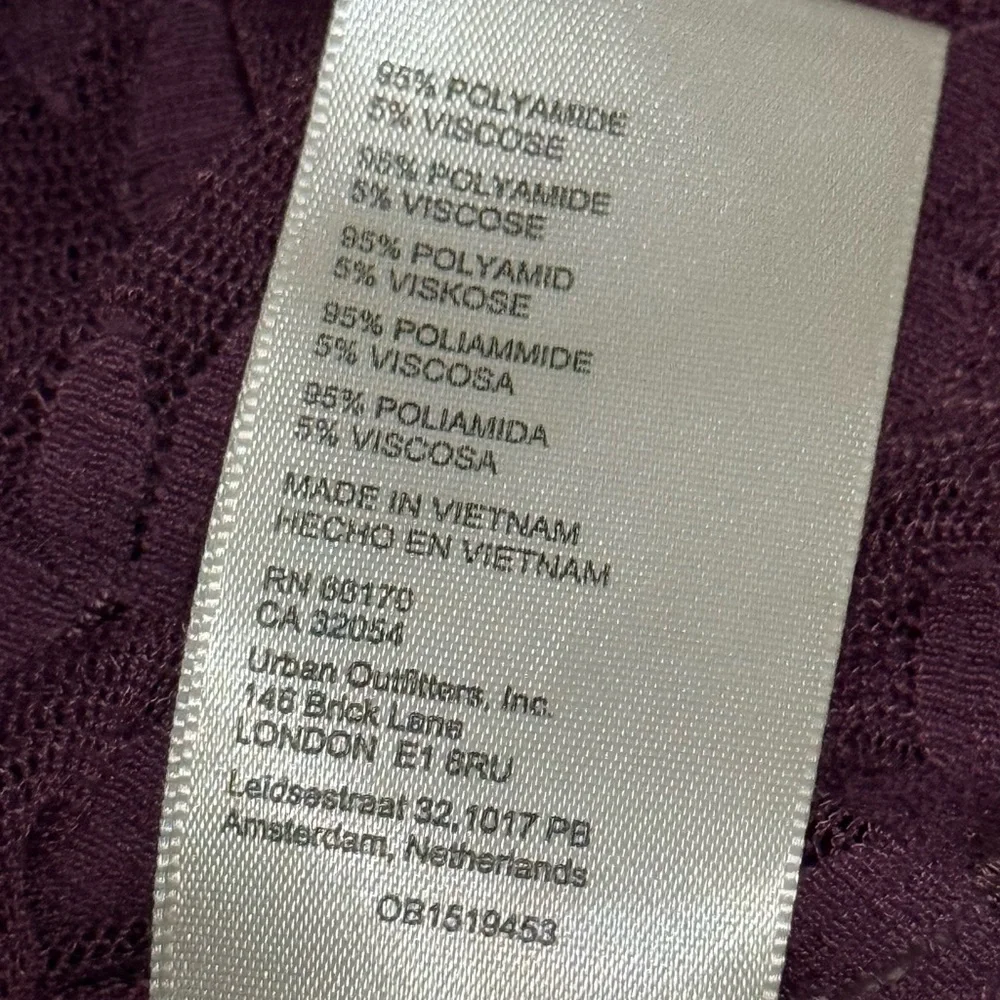 95% POLYAMIDE
5% VISCOSE
95% POLYAMIDE
5% VISCOSE
95% POLYAMID
5% VISKOSE
95% POLIAMMIDE
5% VISCOSA
95% POLIAMIDA
5% VISCOSA
MADE IN VIETNAM
HECHO EN VIETNAM
RN 66170
CA 32054
Urban Outfitters, Inc.
146 Brick Lane
LONDON E1 6RU
Leidsestraat 32,1017 PB
Amsterdam, Netherlands
OB1519453